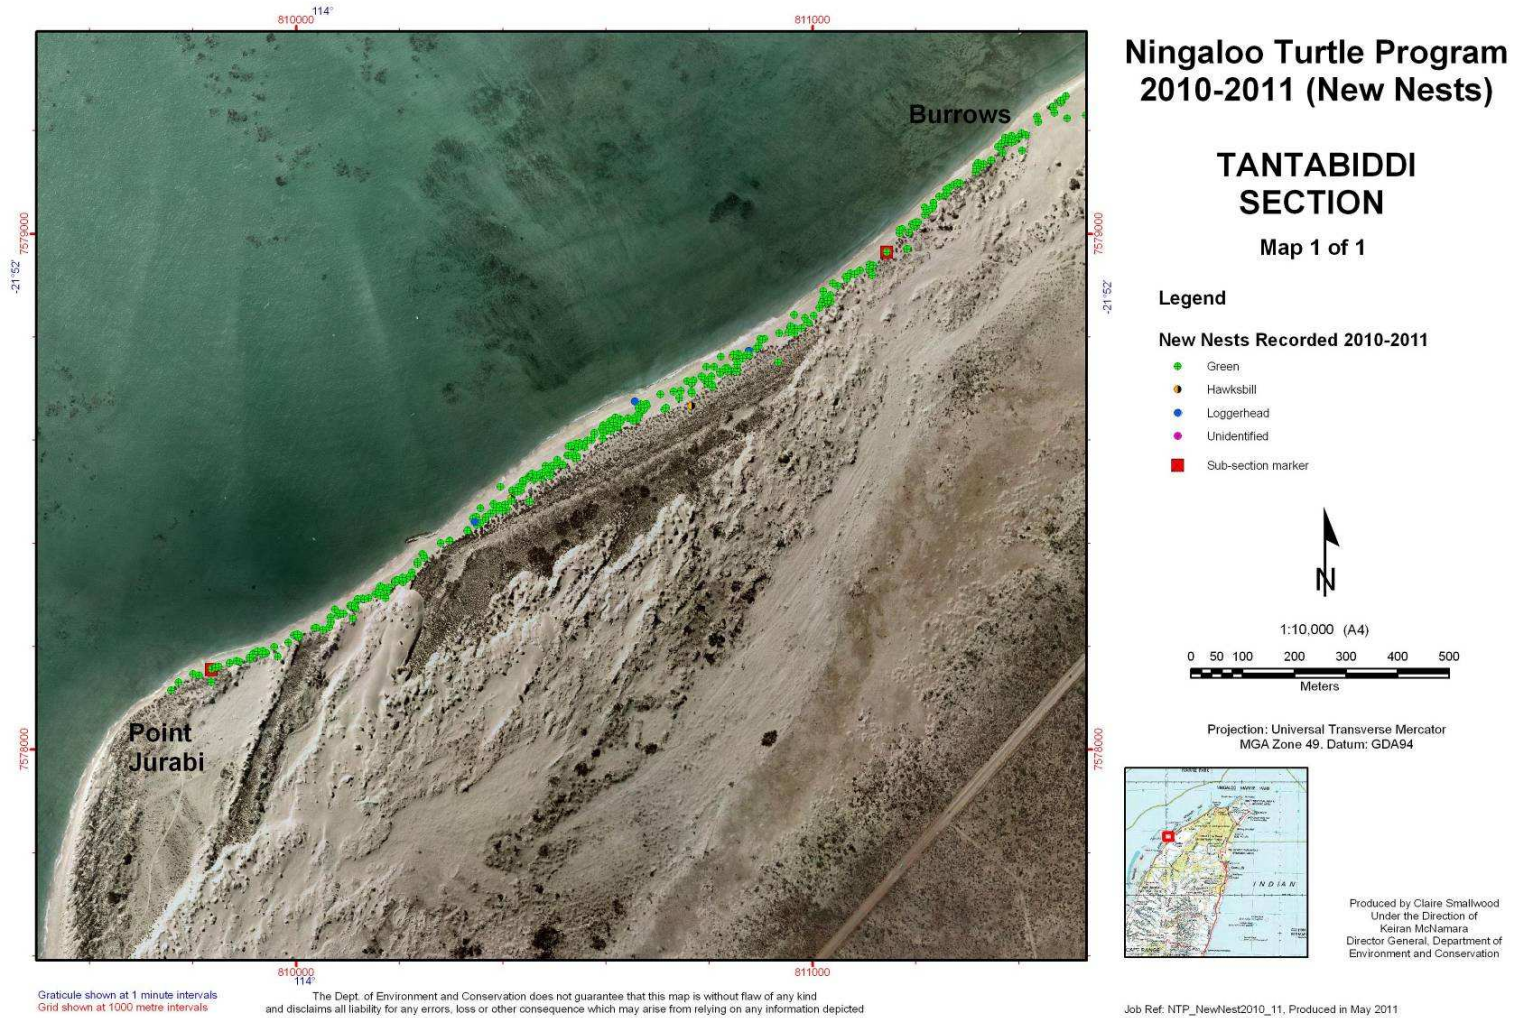 114°
810000
811000
Ningaloo Turtle Program
2010-2011 (New Nests)
TANTABIDDI
SECTION
Map 1 of 1
Burrows
7579000
7579000
-21°52'
-21°52'
Legend
New Nests Recorded 2010-2011
Green
Hawksbill
Loggerhead
Unidentified
Sub-section marker
N
1:10,000 (A4)
0 50 100 200 300 400 500
Meters
Point
Jurabi
7578000
7578000
Projection: Universal Transverse Mercator
MGA Zone 49. Datum: GDA94
INDIAN
Produced by Claire Smallwood
Under the Direction of
Keiran McNamara
Director General, Department of
Environment and Conservation
810000
811000
114°
Graticule shown at 1 minute intervals
Grid shown at 1000 metre intervals
The Dept. of Environment and Conservation does not guarantee that this map is without flaw of any kind
and disclaims all liability for any errors, loss or other consequence which may arise from relying on any information depicted
Job Ref: NTP_NewNest2010_11, Produced in May 2011